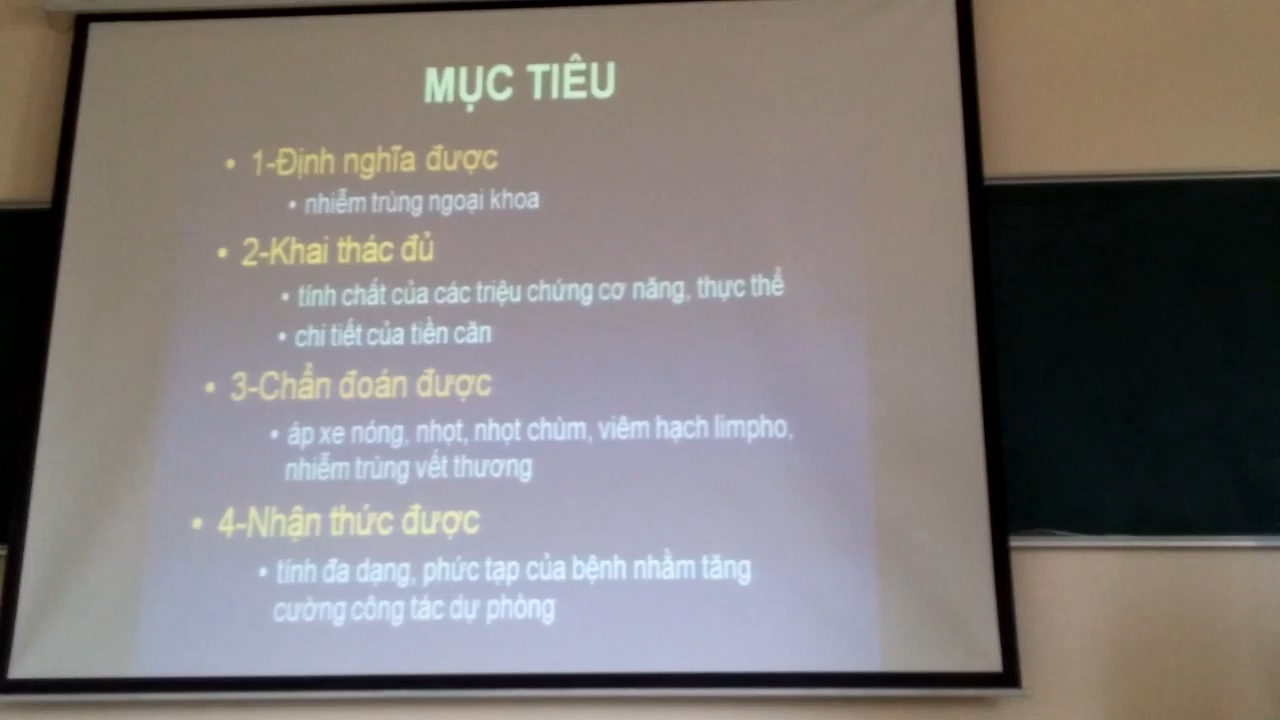 MỤC TIÊU
• 1-Định nghĩa được
• nhiễm trùng ngoại khoa
• 2-Khai thác đủ
• tính chất của các triệu chứng cơ năng, thực thể
• chi tiết của tiền căn
• 3-Chẩn đoán được
• áp xe nóng, nhọt, nhọt chùm, viêm hạch limpho,
nhiễm trùng vết thương
• 4-Nhận thức được
• tính đa dạng, phức tạp của bệnh nhằm tăng
cường công tác dự phòng